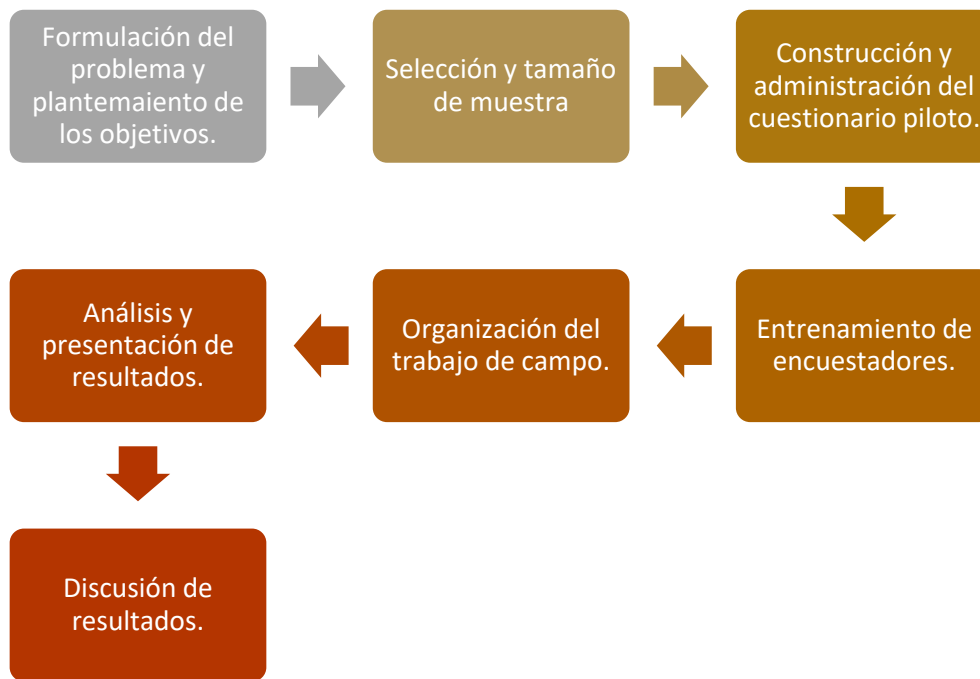 Formulación del
problema y
plantemaiento de
los objetivos.
Selección y tamaño
de muestra
Construcción y
administración del
cuestionario piloto.
Entrenamiento de
encuestadores.
Organización del
trabajo de campo.
Análisis y
presentación de
resultados.
Discusión de
resultados.